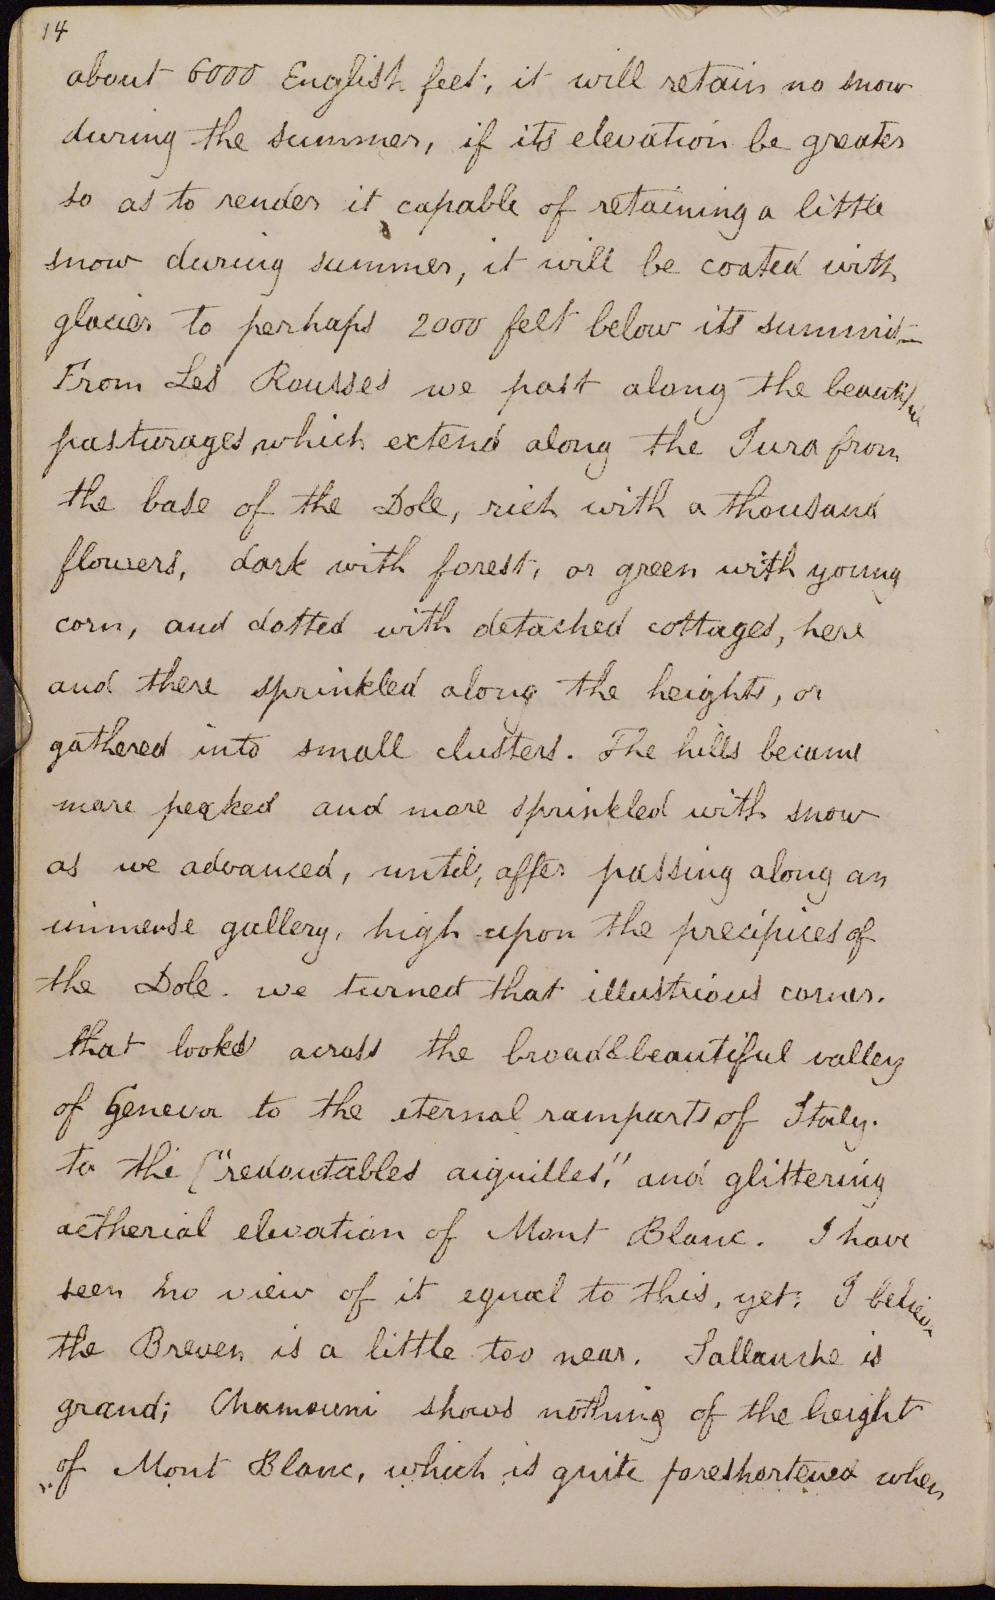 14
about 6000 English feet, it will retain no snow
during the summer, if its elevation be greater
so as to render it capable of retaining a little
snow during summer, it will be coated with
glacier to perhaps 2000 feet below its summit.—
From Les Rousses we past along the beautiful
pasturages, which extend along the Jura from
the base of the Dole, rich with a thousand
flowers, dark with forest, or green with young
corn, and dotted with detached cottages, here
and there sprinkled along the heights, or
gathered into small clusters. The hills became
more peaked and more sprinkled with snow
as we advanced, until, after passing along an
immense gallery, high upon the precipices of
the Dole. we turned that illustrious corner.
that looks across the broad & beautiful valley
of Geneva to the eternal ramparts of Italy.
to the ("redoutables aiguilles," and glittering
aetherial elevation of Mont Blanc. I have
seen no view of it equal to this, yet: I believe
the Breven is a little too near. Sallanche is
grand; Chamouni shows nothing of the height
of Mont Blanc, which is quite foreshortened when